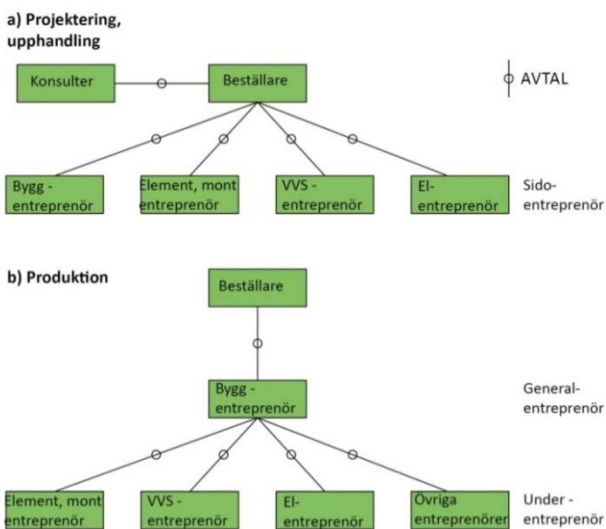 a) Projektering,
upphandling
Konsulter
Beställare
AVTAL
Bygg -
entreprenör
Element, mont
entreprenör
VVS -
entreprenör
El-
entreprenör
Sido-
entreprenör
b) Produktion
Beställare
Bygg -
entreprenör
General-
entreprenör
Element, mont
entreprenör
VVS -
entreprenör
El-
entreprenör
Övriga
entreprenörer
Under -
entreprenör